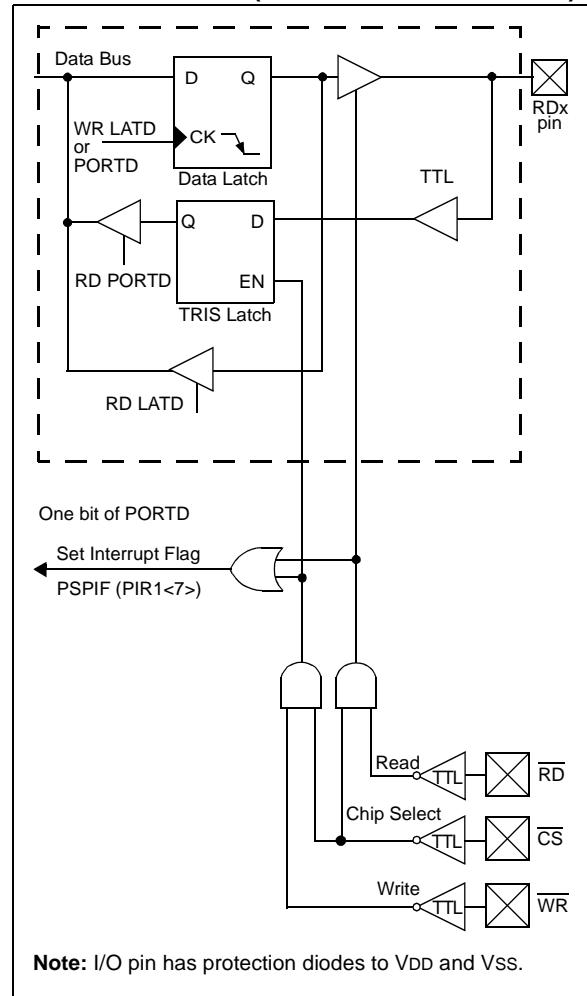 Data Bus
D Q
RDx
pin
WR LATD
or
PORTD
CK
Data Latch
TTL
Q D
RD PORTD
EN
TRIS Latch
RD LATD
One bit of PORTD
Set Interrupt Flag
PSPIF (PIR1<7>)
Read
TTL
RD
Chip Select
TTL
CS
Write
TTL
WR
Note: I/O pin has protection diodes to VDD and VSS.